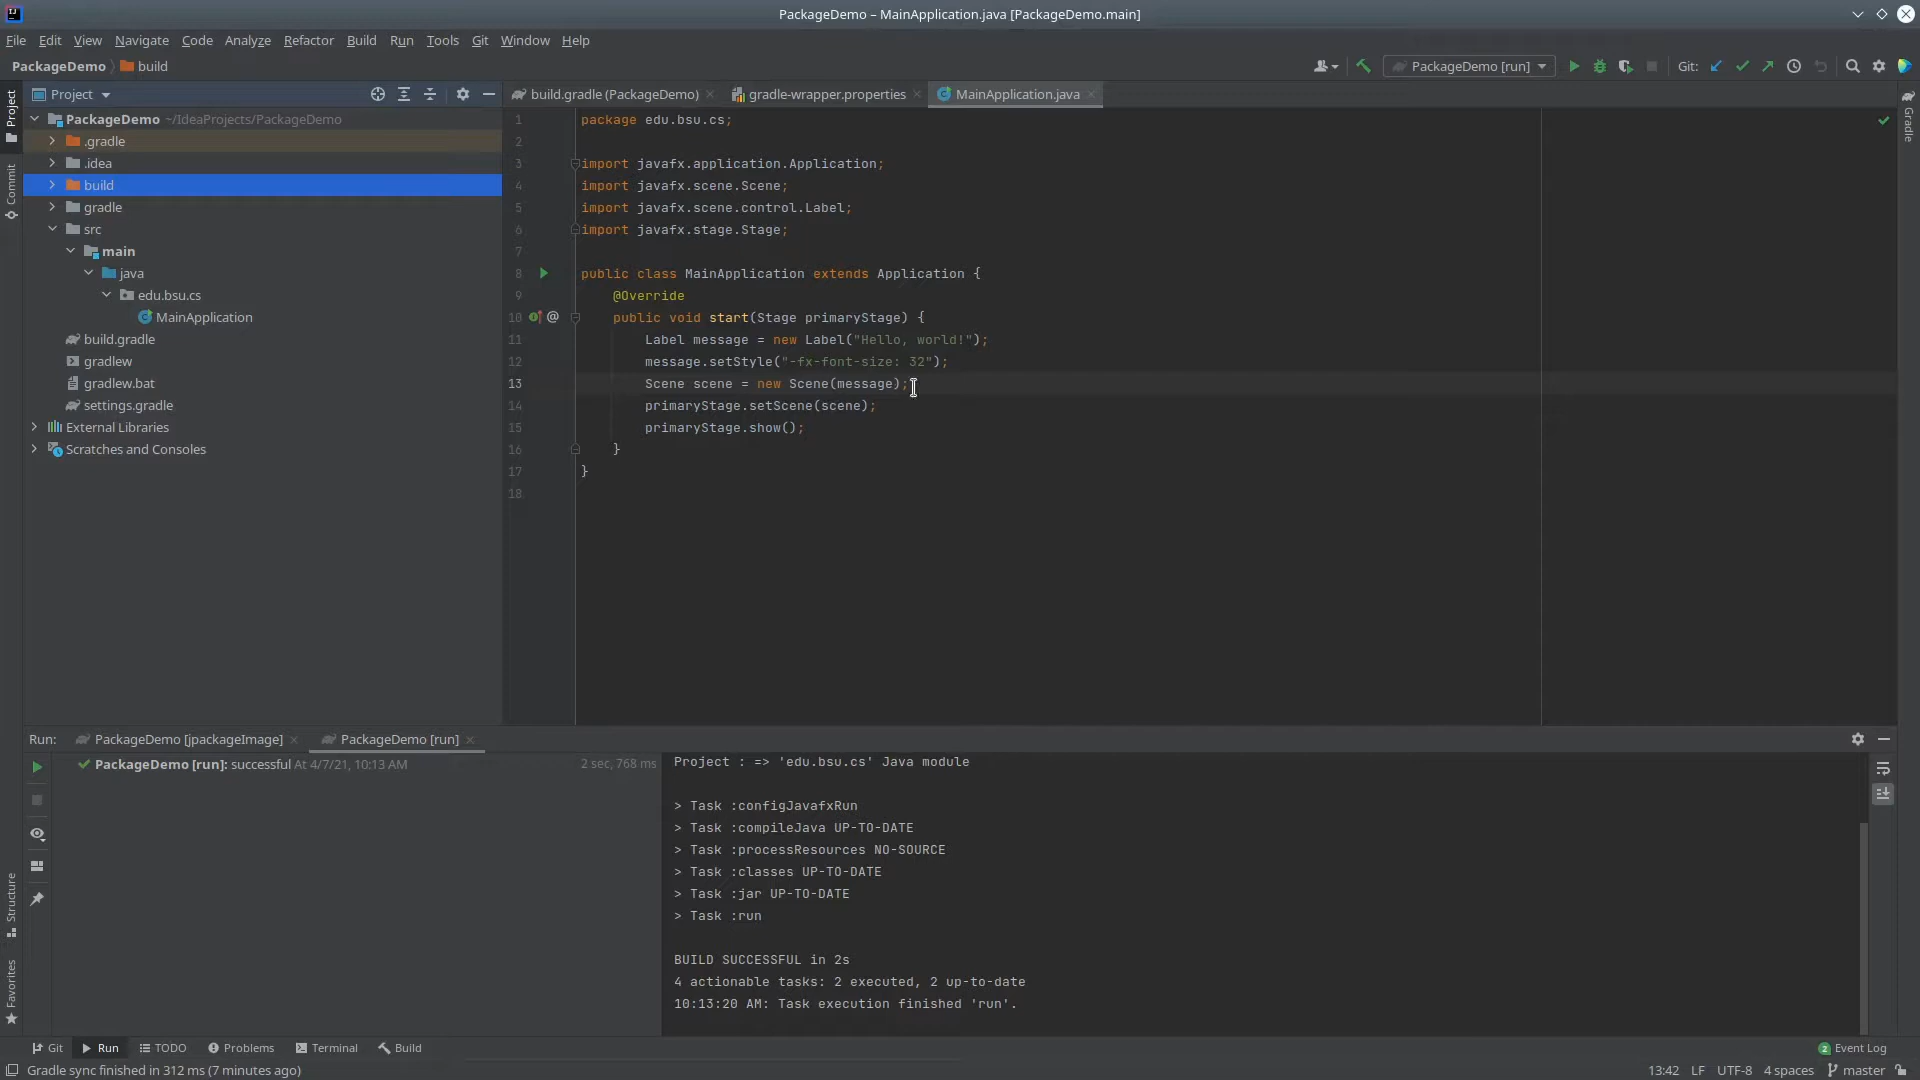 PackageDemo – MainApplication.java [PackageDemo.main]
File Edit View Navigate Code Analyze Refactor Build Run Tools Git Window Help
PackageDemo build
PackageDemo [run]
Git:
Project
build.gradle (PackageDemo)
gradle-wrapper.properties
MainApplication.java
Project
Commit
Structure
Favorites
Gradle
PackageDemo ~/IdeaProjects/PackageDemo
.gradle
.idea
build
gradle
src
main
java
edu.bsu.cs
MainApplication
build.gradle
gradlew
gradlew.bat
settings.gradle
External Libraries
Scratches and Consoles
1 package edu.bsu.cs;
2
3 import javafx.application.Application;
4 import javafx.scene.Scene;
5 import javafx.scene.control.Label;
6 import javafx.stage.Stage;
7
8 public class MainApplication extends Application {
9 @Override
10 @ public void start(Stage primaryStage) {
11 Label message = new Label("Hello, world!");
12 message.setStyle("-fx-font-size: 32");
13 Scene scene = new Scene(message);
14 primaryStage.setScene(scene);
15 primaryStage.show();
16 }
17 }
18
Run: PackageDemo [jpackageImage] PackageDemo [run]
PackageDemo [run]: successful At 4/7/21, 10:13 AM 2 sec, 768 ms
Project : => 'edu.bsu.cs' Java module
> Task :configJavafxRun
> Task :compileJava UP-TO-DATE
> Task :processResources NO-SOURCE
> Task :classes UP-TO-DATE
> Task :jar UP-TO-DATE
> Task :run
BUILD SUCCESSFUL in 2s
4 actionable tasks: 2 executed, 2 up-to-date
10:13:20 AM: Task execution finished 'run'.
Git Run TODO Problems Terminal Build
2 Event Log
Gradle sync finished in 312 ms (7 minutes ago)
13:42 LF UTF-8 4 spaces master